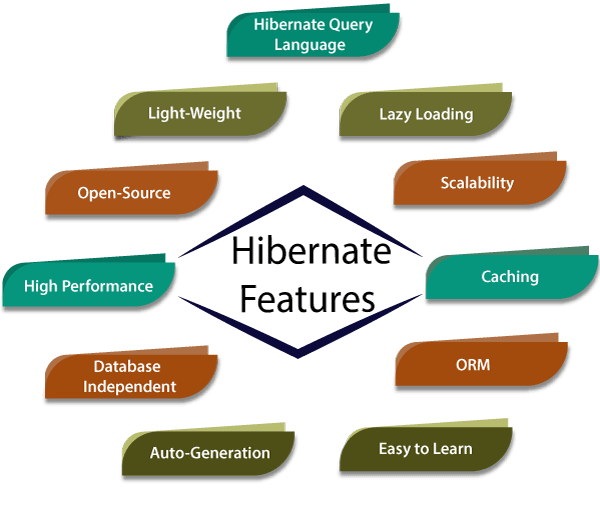 Hibernate Query
Language
Light-Weight
Lazy Loading
Open-Source
Scalability
Hibernate
Features
High Performance
Caching
Database
Independent
ORM
Auto-Generation
Easy to Learn